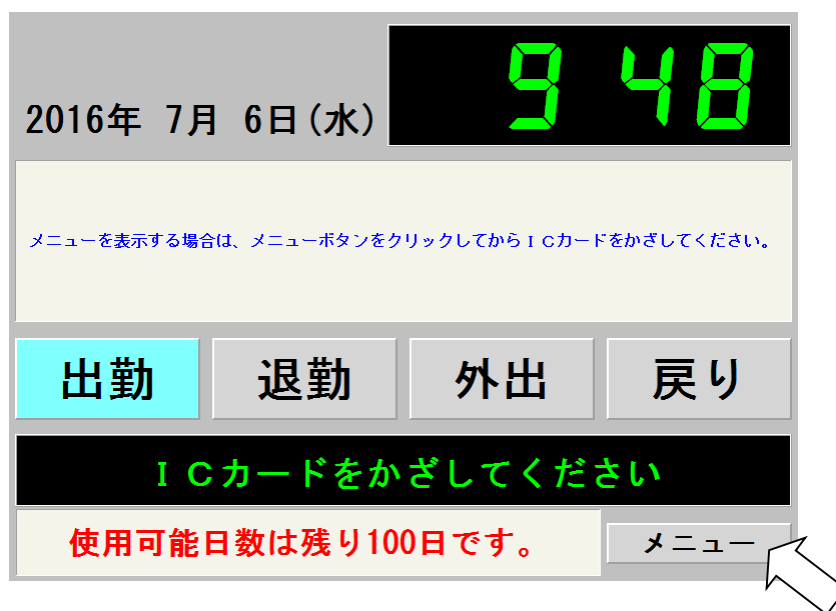 9 48
2016年 7月 6日(水)
メニューを表示する場合は、メニューボタンをクリックしてからＩＣカードをかざしてください。
出勤 退勤 外出 戻り
ＩＣカードをかざしてください
使用可能日数は残り100日です。 メニュー